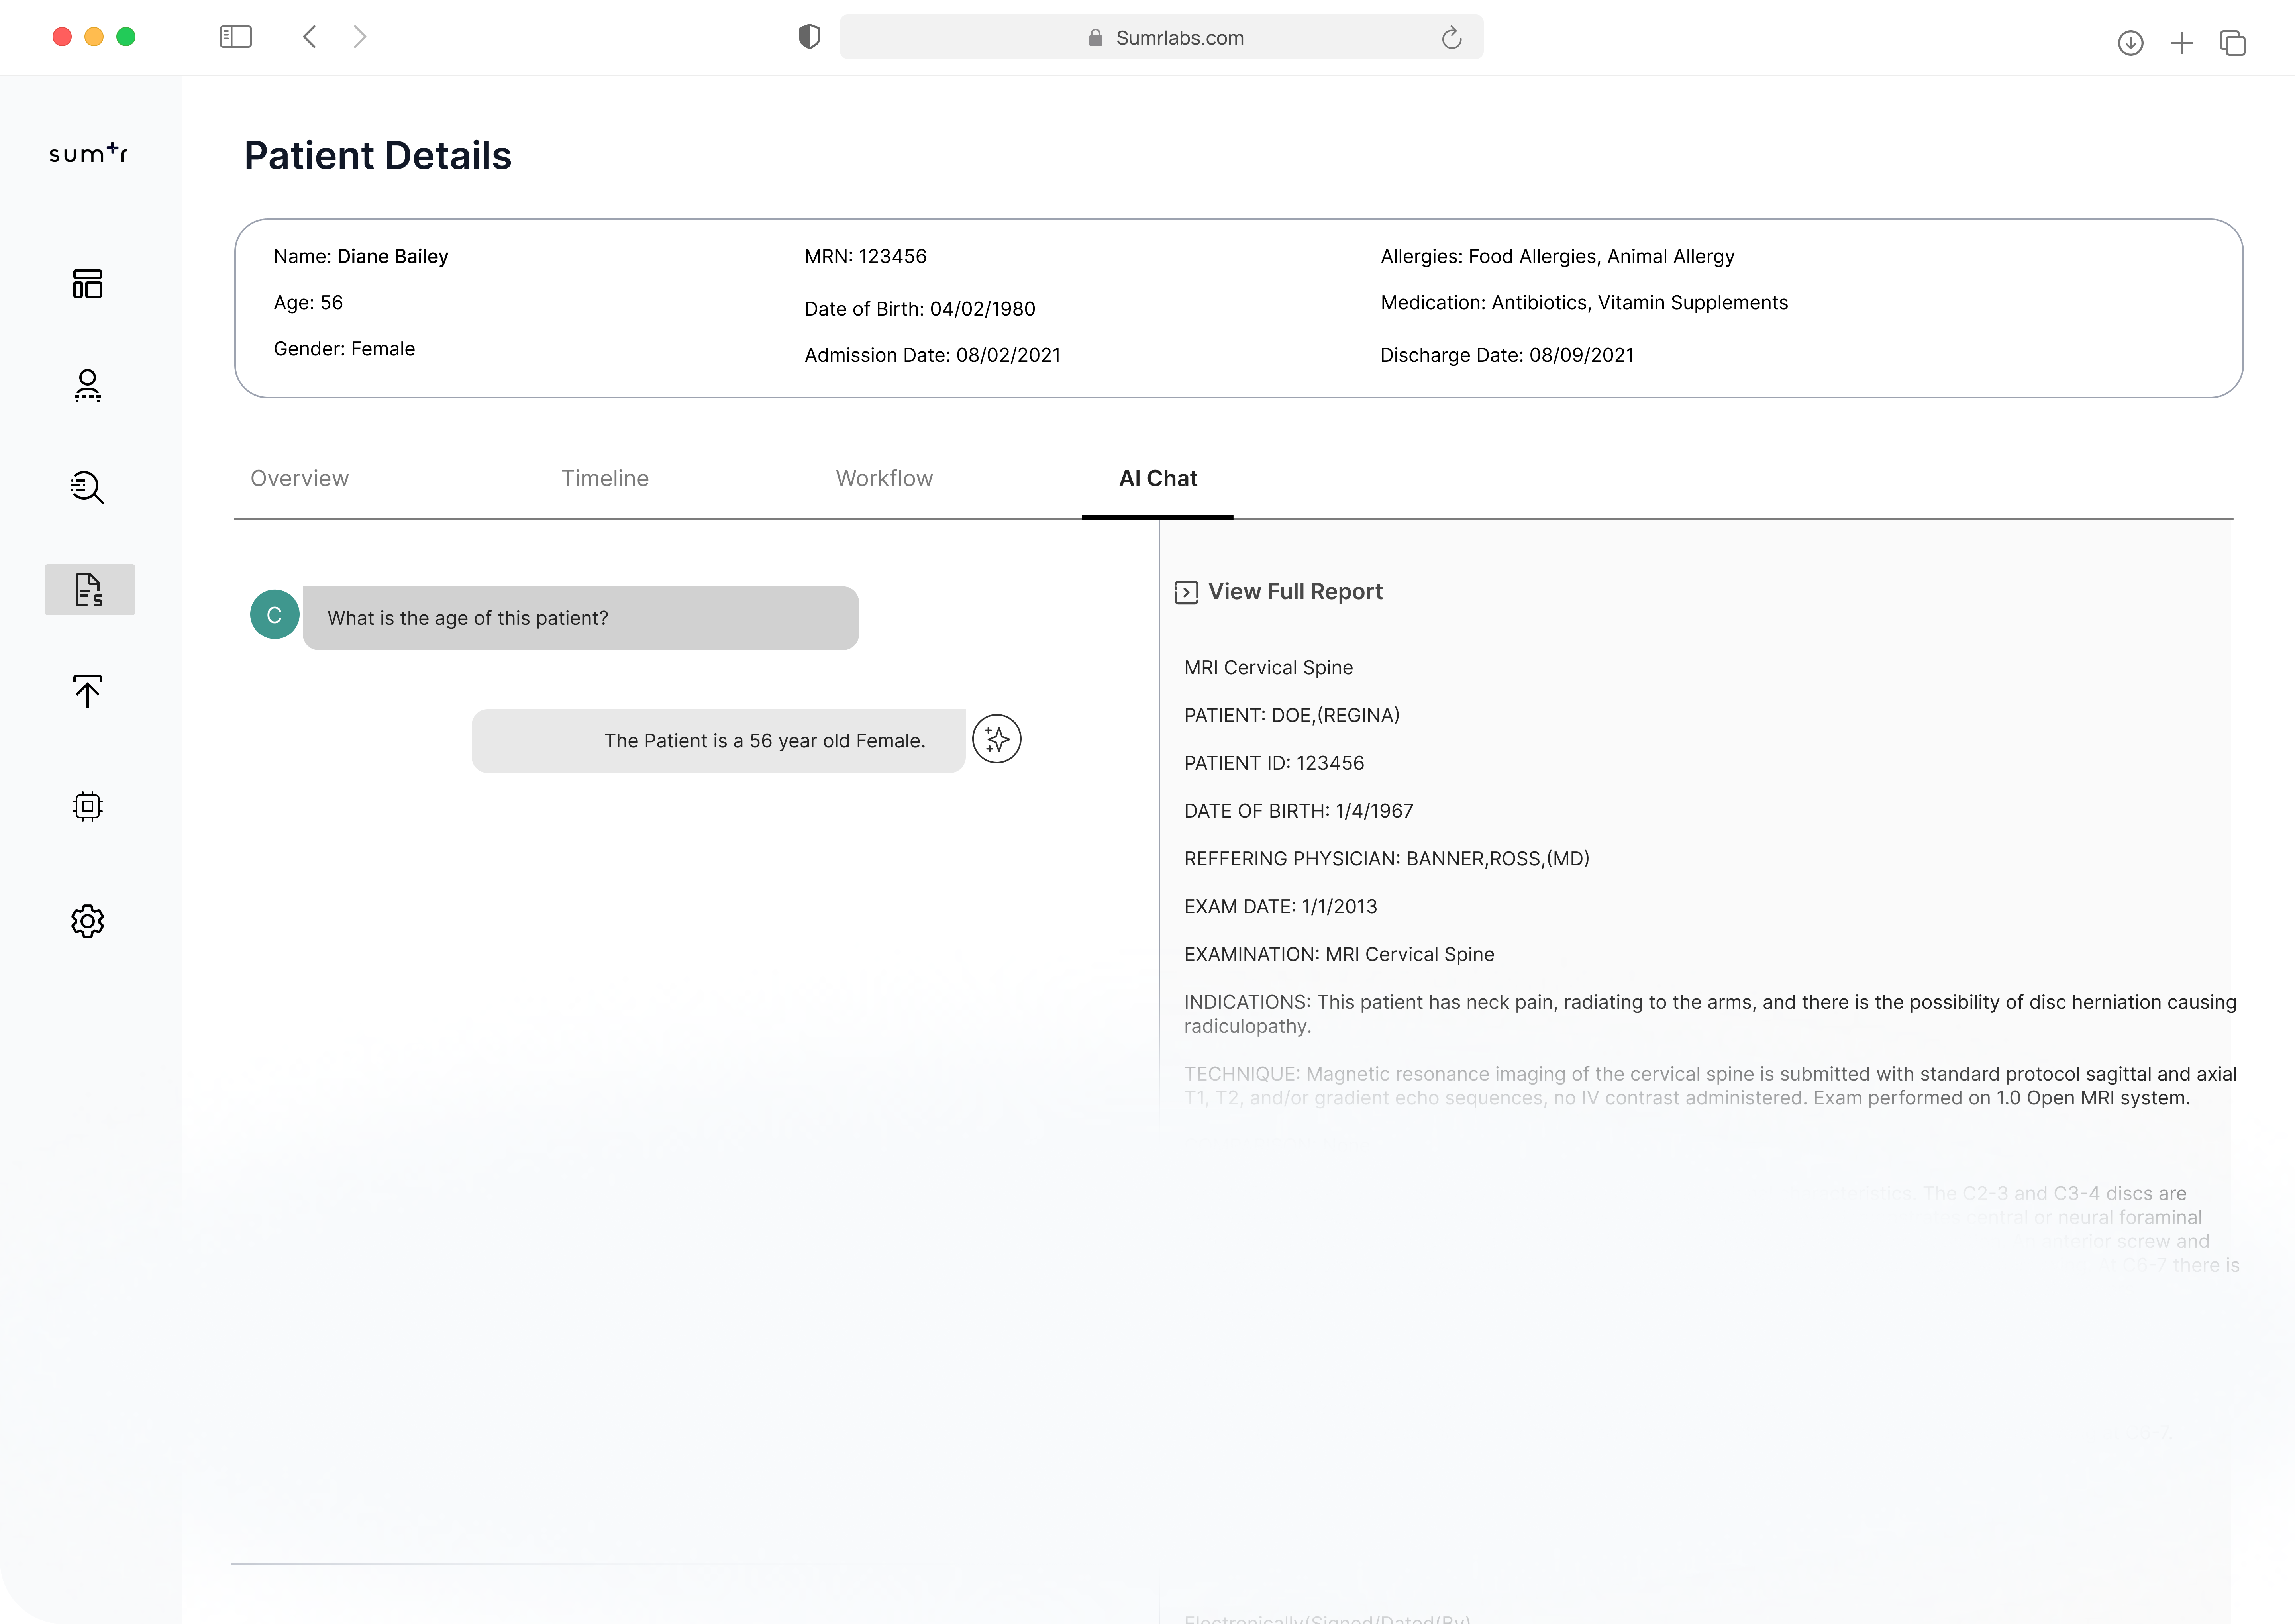 Sumrlabs.com
sum+r
Patient Details
Name: Diane Bailey
MRN: 123456
Allergies: Food Allergies, Animal Allergy
Age: 56
Date of Birth: 04/02/1980
Medication: Antibiotics, Vitamin Supplements
Gender: Female
Admission Date: 08/02/2021
Discharge Date: 08/09/2021
Overview
Timeline
Workflow
AI Chat
C
What is the age of this patient?
The Patient is a 56 year old Female.
View Full Report
MRI Cervical Spine
PATIENT: DOE,(REGINA)
PATIENT ID: 123456
DATE OF BIRTH: 1/4/1967
REFFERING PHYSICIAN: BANNER,ROSS,(MD)
EXAM DATE: 1/1/2013
EXAMINATION: MRI Cervical Spine
INDICATIONS: This patient has neck pain, radiating to the arms, and there is the possibility of disc herniation causing
radiculopathy.
TECHNIQUE: Magnetic resonance imaging of the cervical spine is submitted with standard protocol sagittal and axial
T1, T2, and/or gradient echo sequences, no IV contrast administered. Exam performed on 1.0 Open MRI system.
The C2-3 and C3-4 discs are
central or neural foraminal
anterior screw and
C6-7 there is
Electronically(Signed/Dated(By)